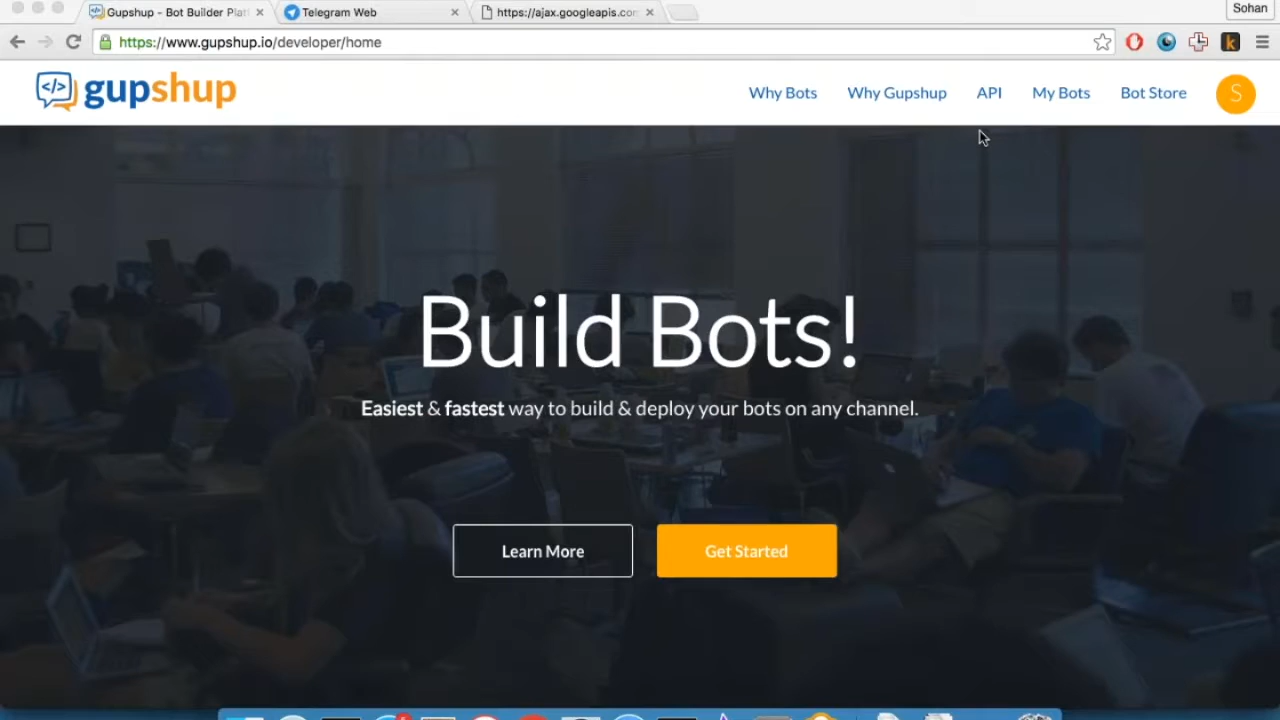 Gupshup - Bot Builder Plat
Telegram Web
https://ajax.googleapis.con
Sohan
https://www.gupshup.io/developer/home
</> gupshup
Why Bots
Why Gupshup
API
My Bots
Bot Store
S
Build Bots!
Easiest & fastest way to build & deploy your bots on any channel.
Learn More
Get Started